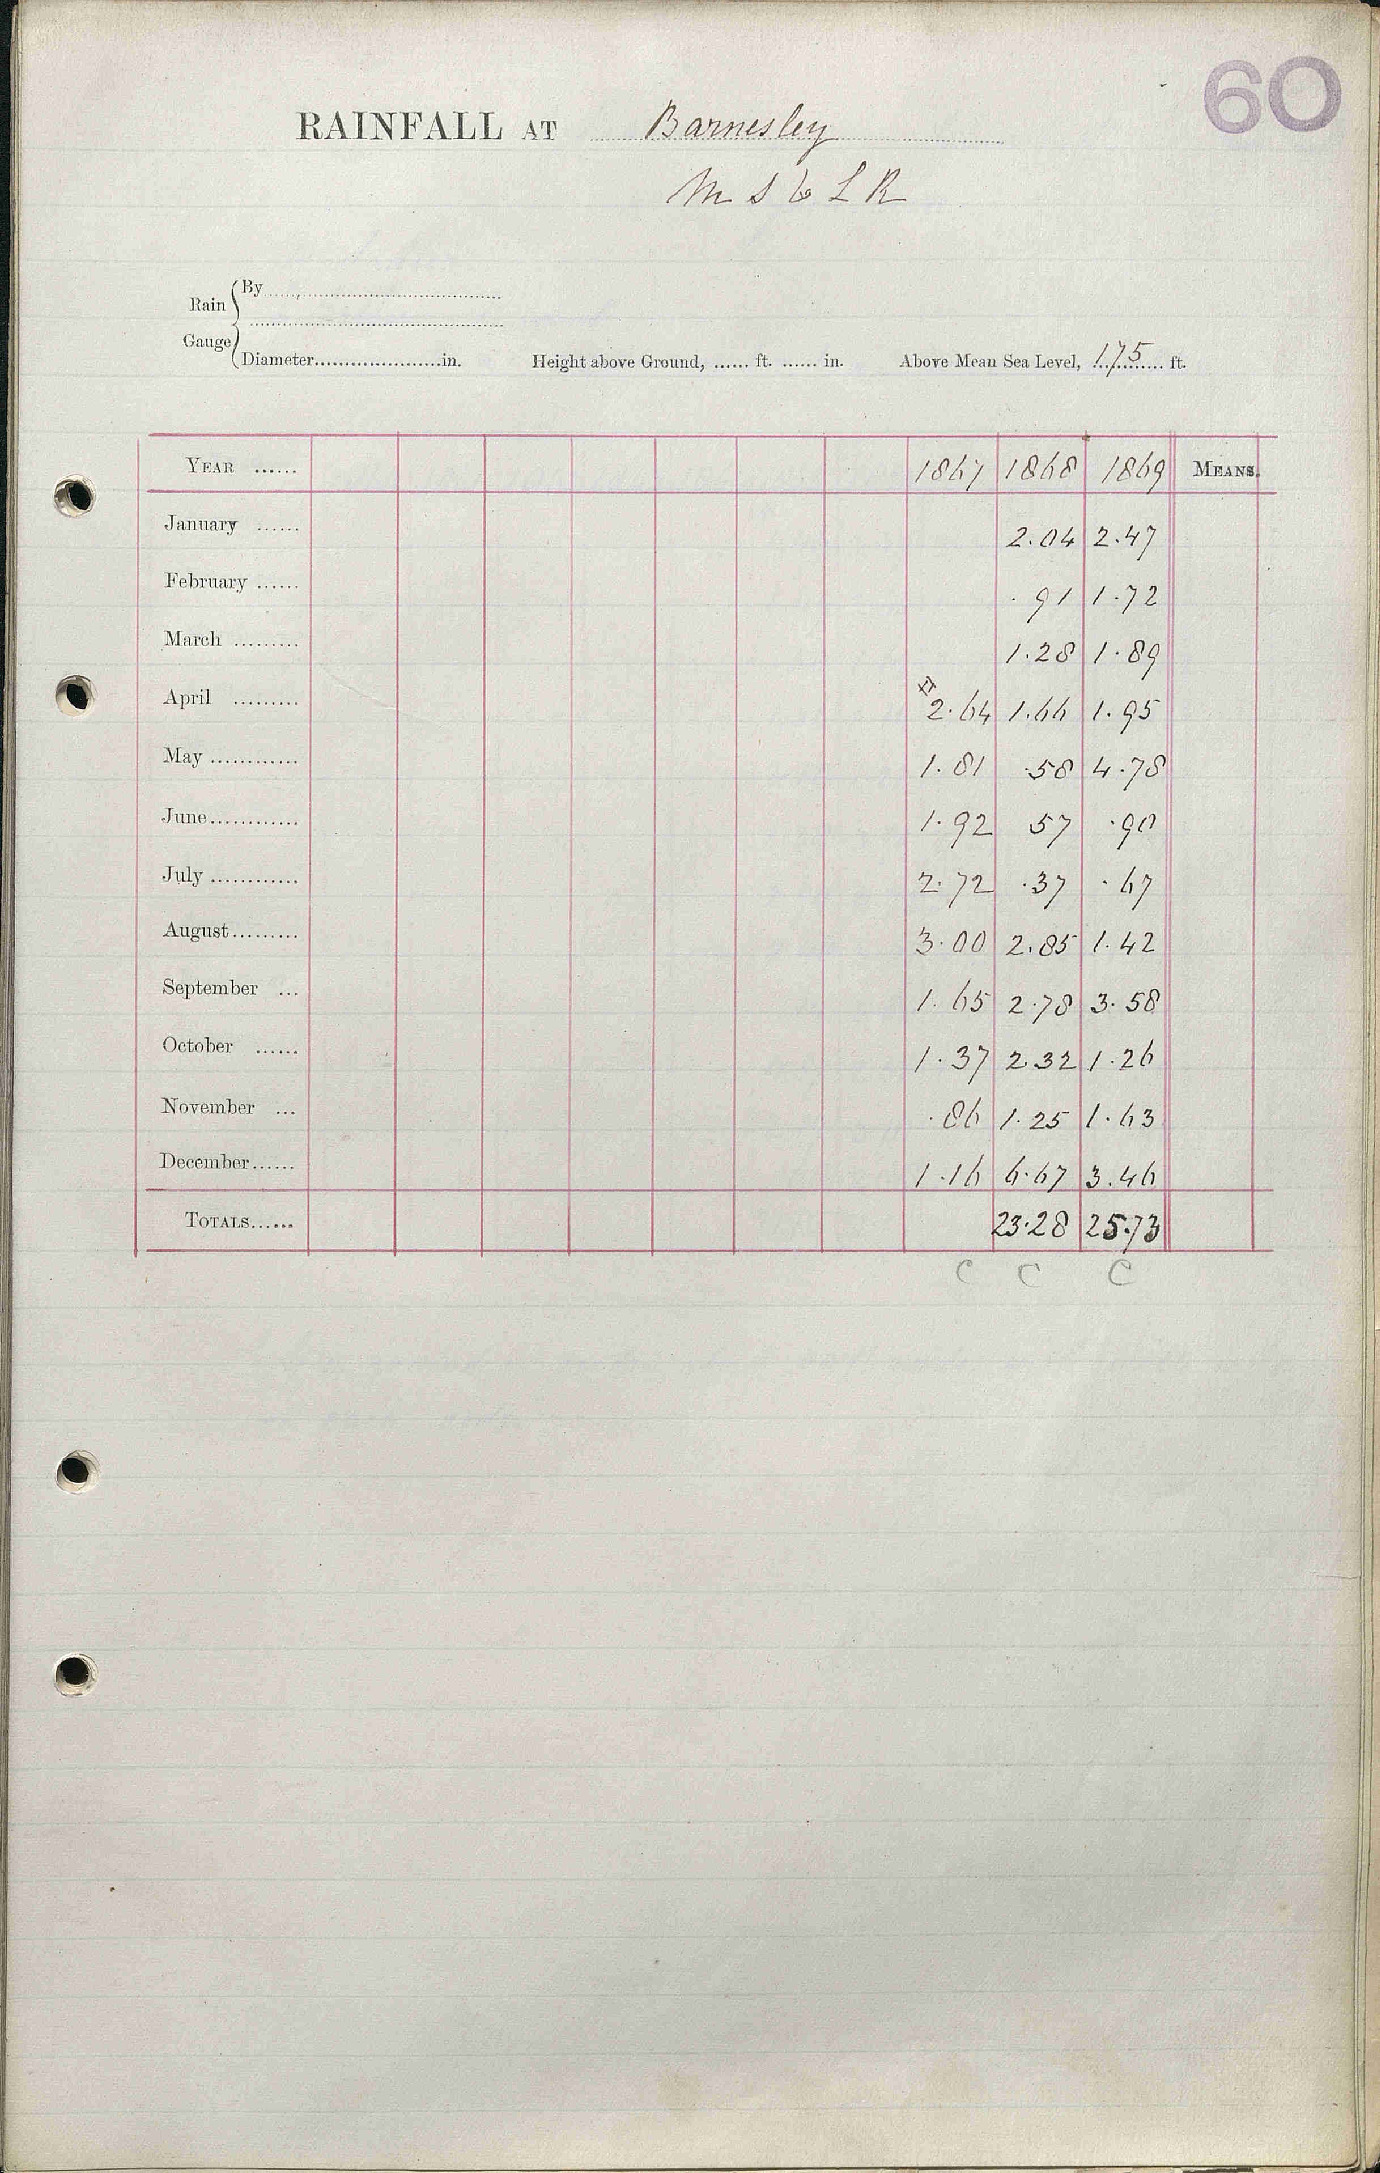 60
RAINFALL AT Barnesley
M S & L R
Rain Gauge { By
Diameter in. Height above Ground, ...... ft. ...... in. Above Mean Sea Level, 175 ft.
YEAR ...... 1867 1868 1869 MEANS.
January ...... 2.04 2.47
February ...... .91 1.72
March ......... 1.28 1.89
April ......... # 2.64 1.66 1.95
May ............ 1.81 .58 4.78
June............ 1.92 57 .90
July ............ 2.72 .37 .67
August......... 3.00 2.85 1.42
September ... 1.65 2.78 3.58
October ...... 1.37 2.32 1.26
November ... .86 1.25 1.63
December...... 1.16 6.67 3.46
TOTALS...... 23.28 25.73
C C C